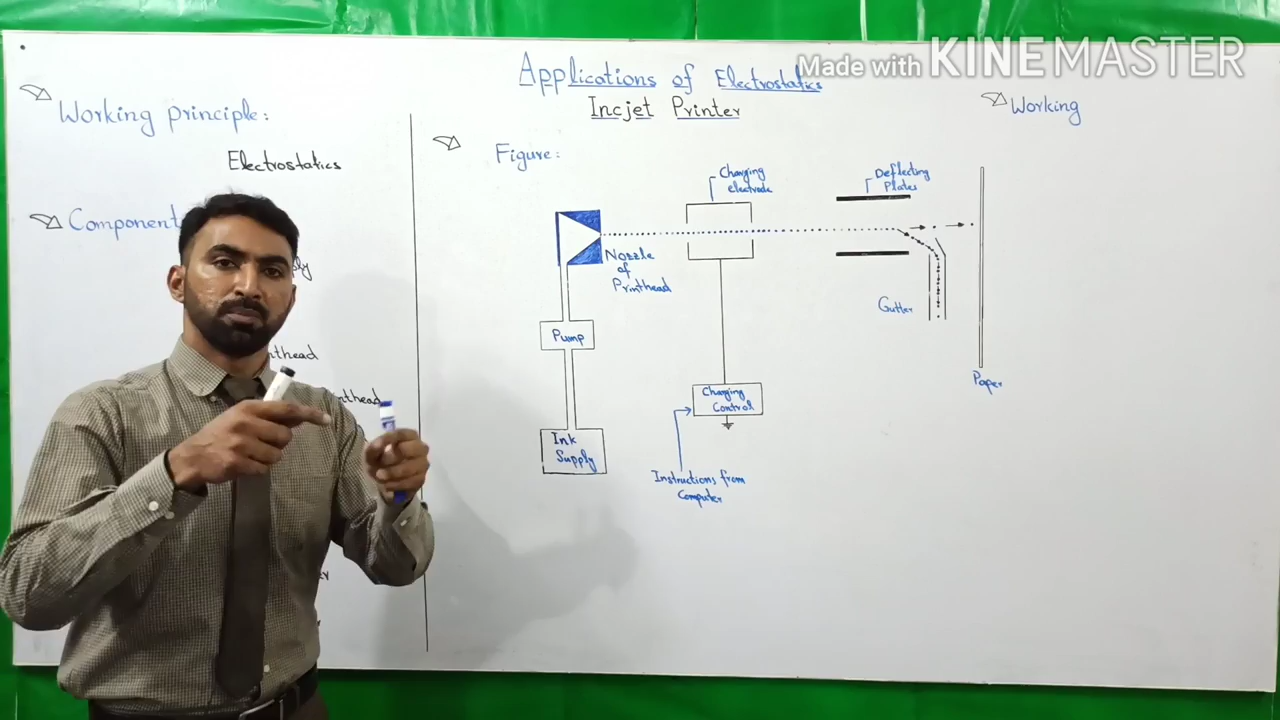 Made with KINEMASTER
Applications of Electrostatics
Incjet Printer
Working principle:
Electrostatics
Component
Figure:
Charging
electrode
Nozzle
of
Printhead
Pump
Ink
Supply
Charging
Control
Instructions from
Computer
Deflecting
Plates
Gutter
Paper
Working